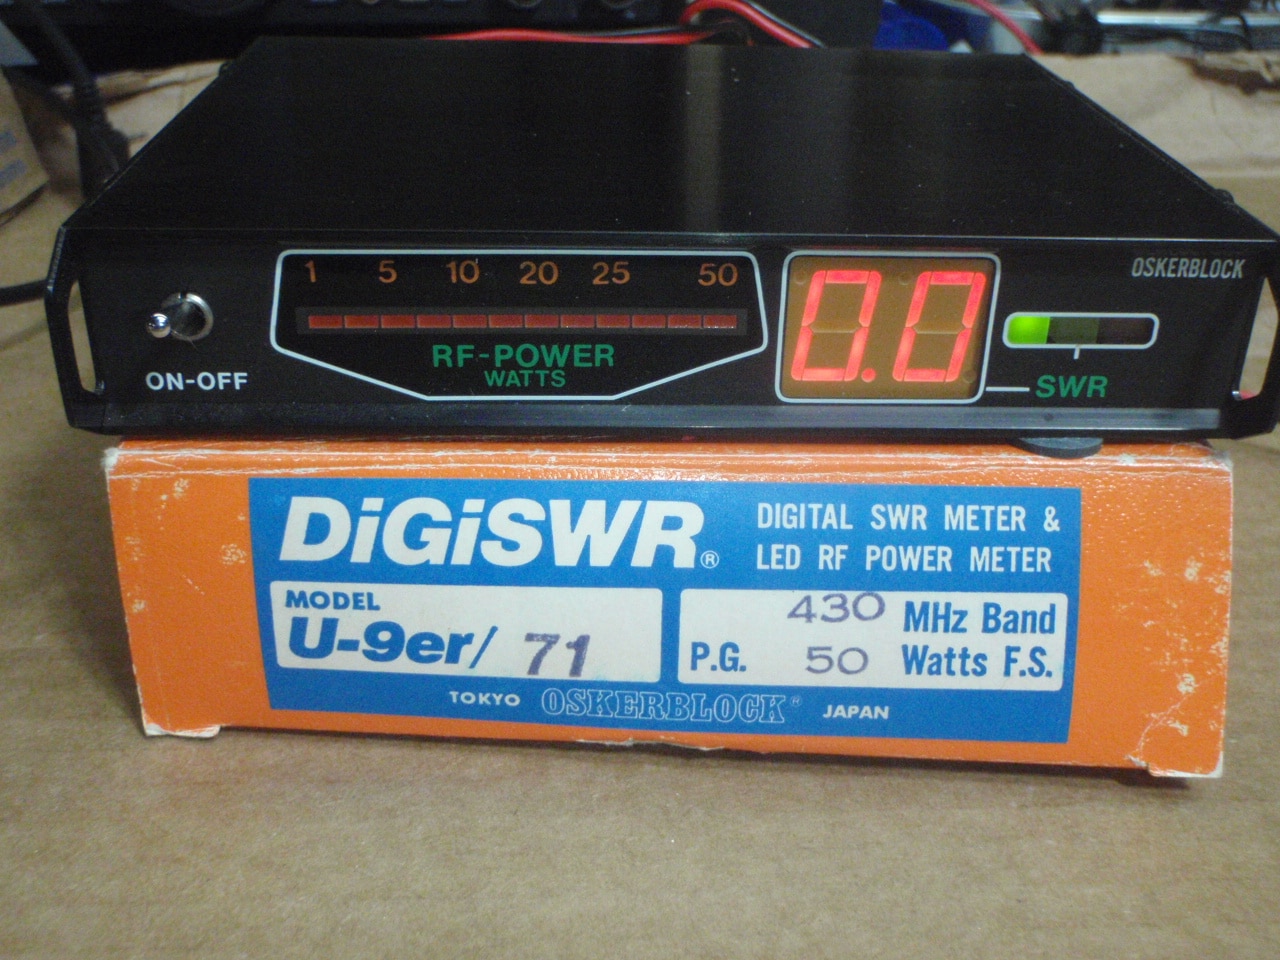 OSKERBLOCK
1 5 10 20 25 50
0.0
RF-POWER
WATTS
ON-OFF
SWR
DiGiSWR®
DIGITAL SWR METER &
LED RF POWER METER
MODEL
U-9er/ 71
430 MHz Band
P.G. 50 Watts F.S.
TOKYO OSKERBLOCK® JAPAN